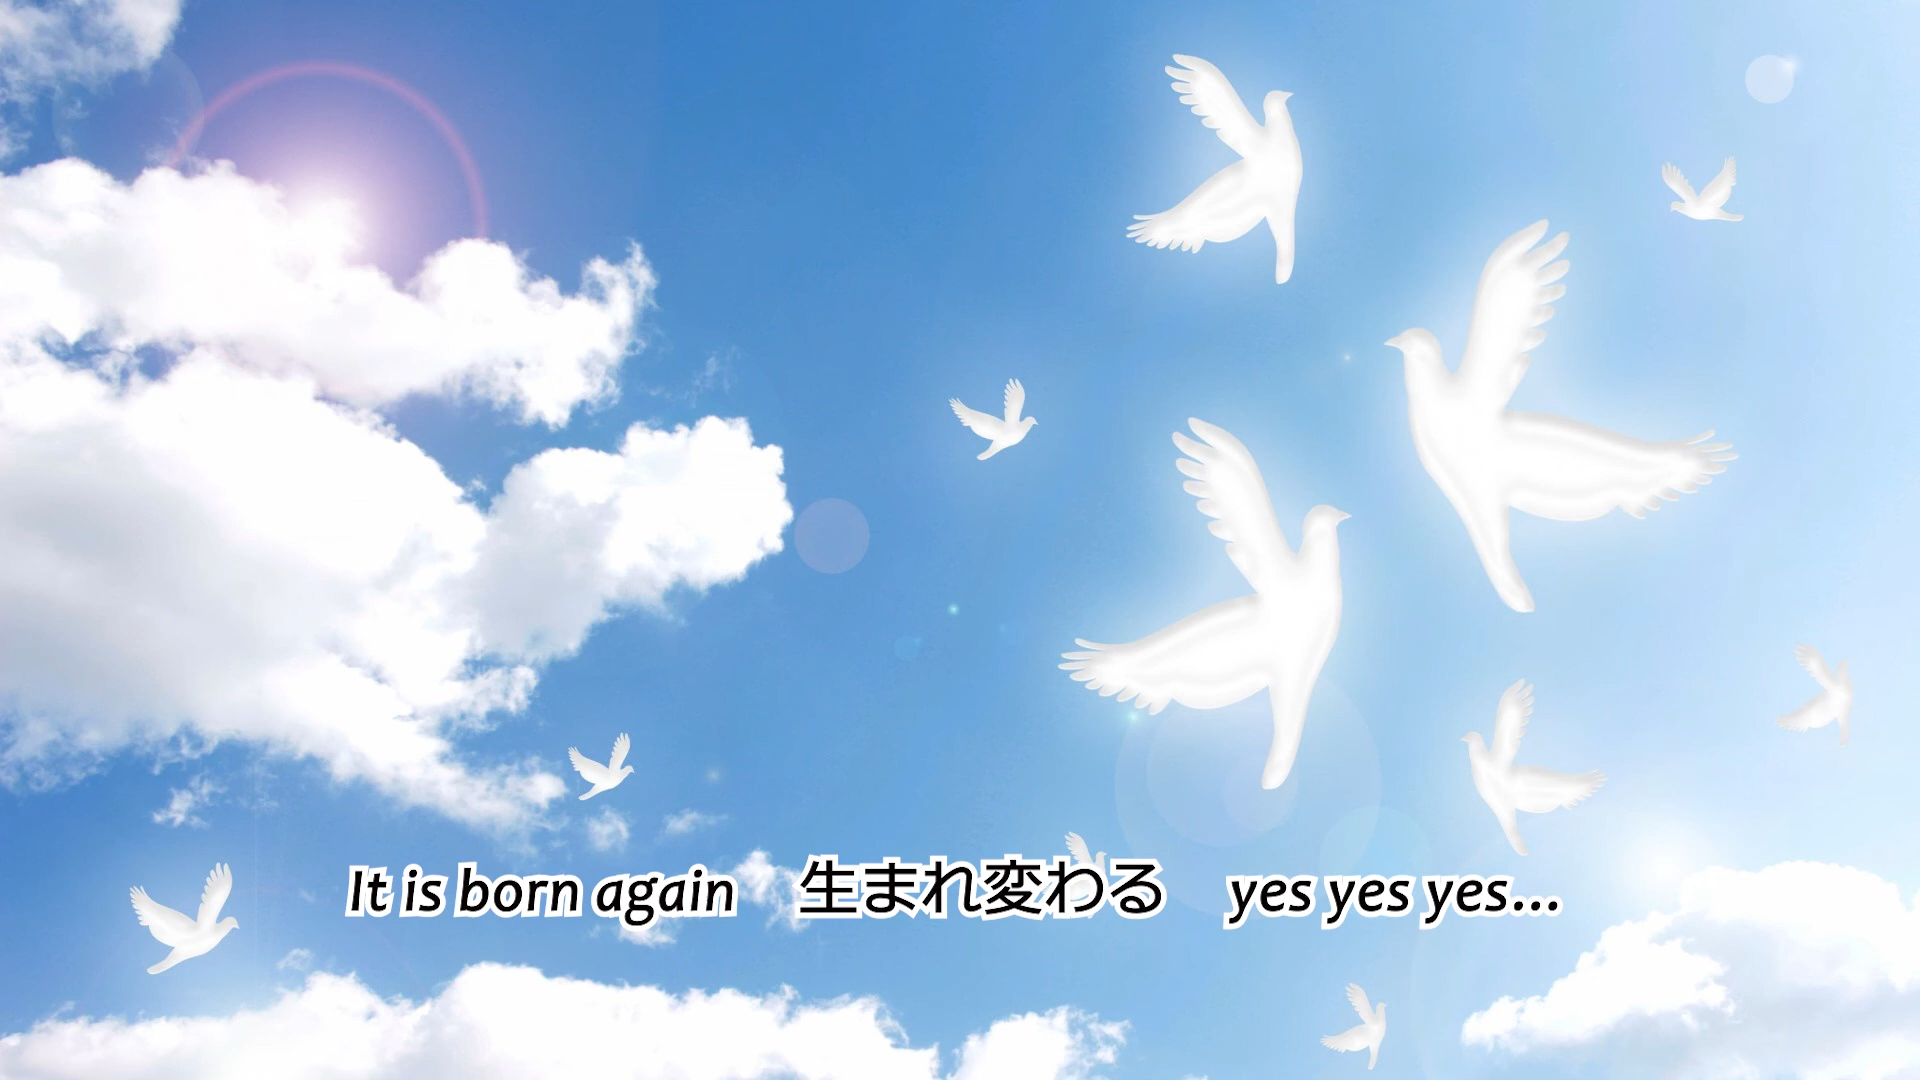 It is born again　生まれ変わる　yes yes yes…